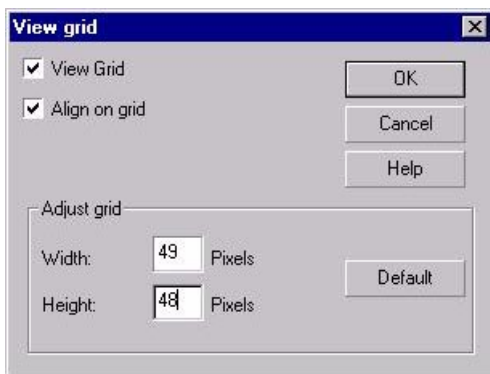 View grid
View Grid
OK
Align on grid
Cancel
Help
Adjust grid
Width: 49 Pixels
Default
Height: 48 Pixels